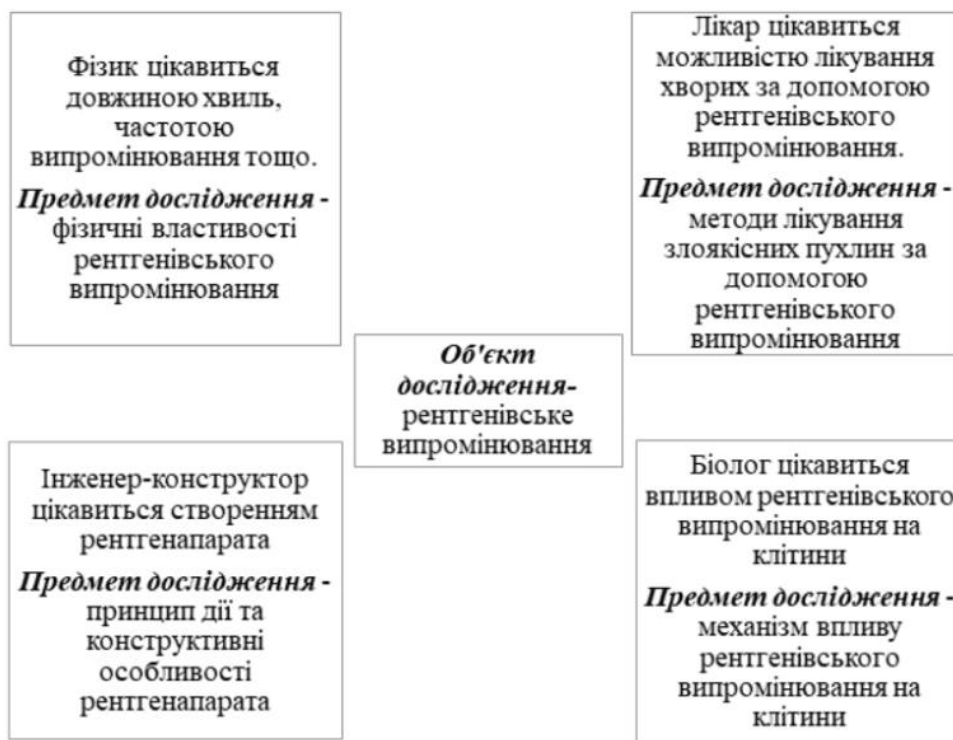 Фізик цікавиться
довжиною хвиль,
частотою
випромінювання тощо.
Предмет дослідження -
фізичні властивості
рентгенівського
випромінювання
Лікар цікавиться
можливістю лікування
хворих за допомогою
рентгенівського
випромінювання.
Предмет дослідження -
методи лікування
злоякісних пухлин за
допомогою
рентгенівського
випромінювання
Об'єкт
дослідження-
рентгенівське
випромінювання
Інженер-конструктор
цікавиться створенням
рентгенапарата
Предмет дослідження -
принцип дії та
конструктивні
особливості
рентгенапарата
Біолог цікавиться
впливом рентгенівського
випромінювання на
клітини
Предмет дослідження -
механізм впливу
рентгенівського
випромінювання на
клітини